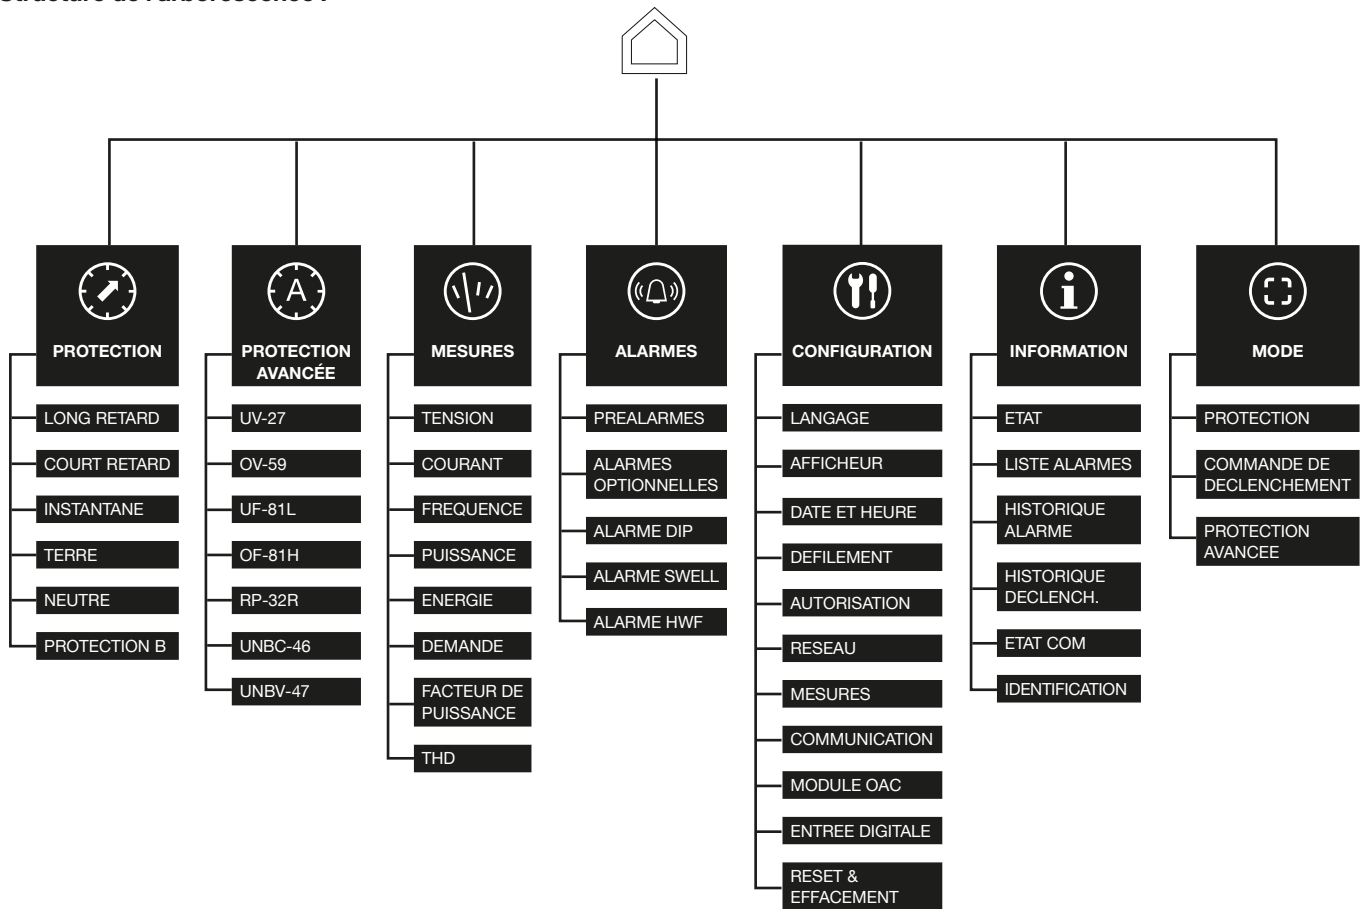 PROTECTION
LONG RETARD
COURT RETARD
INSTANTANE
TERRE
NEUTRE
PROTECTION B
A
PROTECTION
AVANCÉE
UV-27
OV-59
UF-81L
OF-81H
RP-32R
UNBC-46
UNBV-47
MESURES
TENSION
COURANT
FREQUENCE
PUISSANCE
ENERGIE
DEMANDE
FACTEUR DE
PUISSANCE
THD
ALARMES
PREALARMES
ALARMES
OPTIONNELLES
ALARME DIP
ALARME SWELL
ALARME HWF
CONFIGURATION
LANGAGE
AFFICHEUR
DATE ET HEURE
DEFILEMENT
AUTORISATION
RESEAU
MESURES
COMMUNICATION
MODULE OAC
ENTREE DIGITALE
RESET &
EFFACEMENT
i
INFORMATION
ETAT
LISTE ALARMES
HISTORIQUE
ALARME
HISTORIQUE
DECLENCH.
ETAT COM
IDENTIFICATION
MODE
PROTECTION
COMMANDE DE
DECLENCHEMENT
PROTECTION
AVANCEE